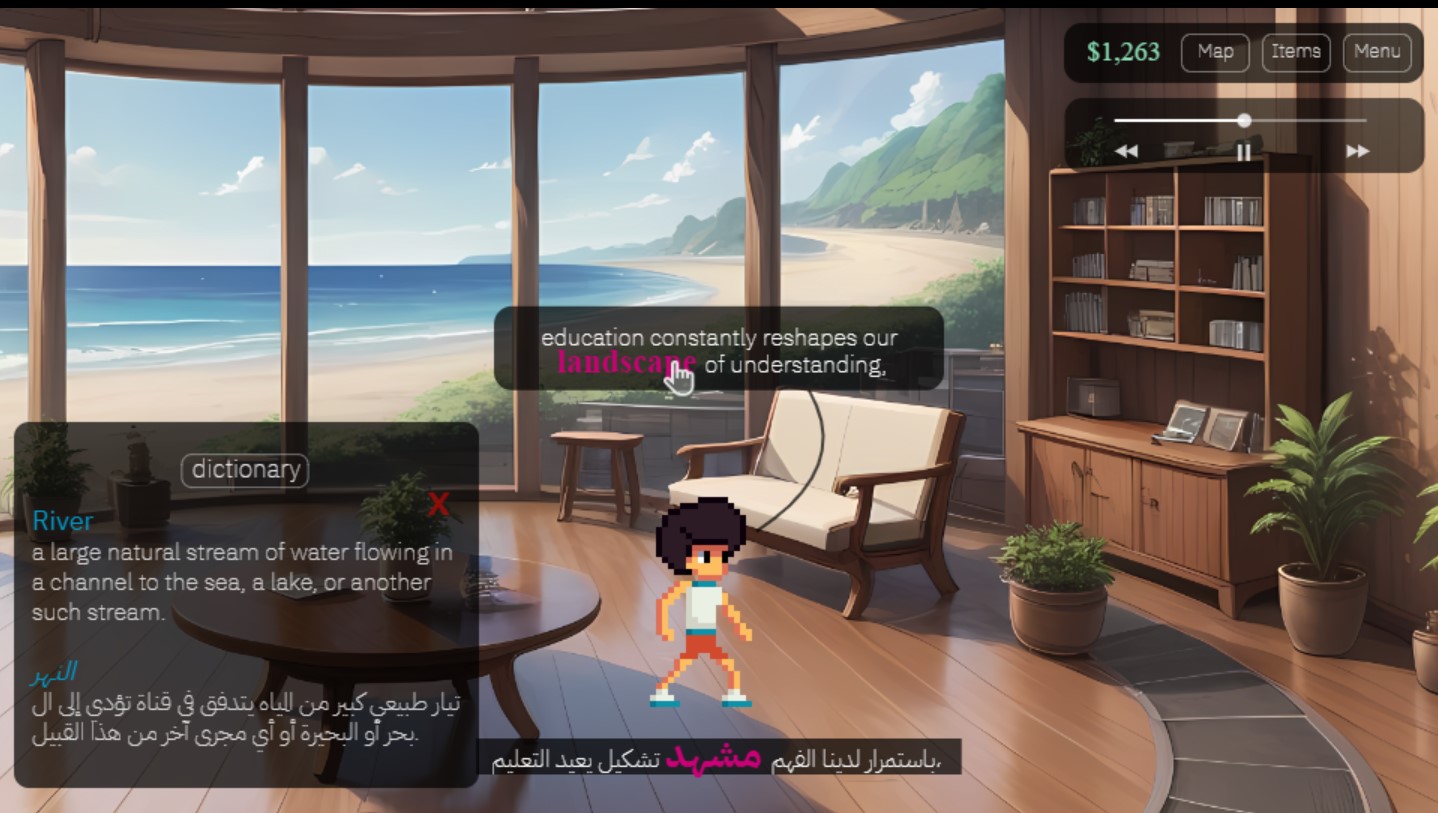 $1,263 Map Items Menu
education constantly reshapes our
landscape of understanding,
dictionary
X
River
a large natural stream of water flowing in
a channel to the sea, a lake, or another
such stream.
النهر
تيار طبيعي كبير من المياه يتدفق في قناة تؤدي إلى ال
بحر أو البحيرة أو أي مجرى آخر من هذا القبيل.
باستمرار لدينا الفهم مشهد تشكيل يعيد التعليم،